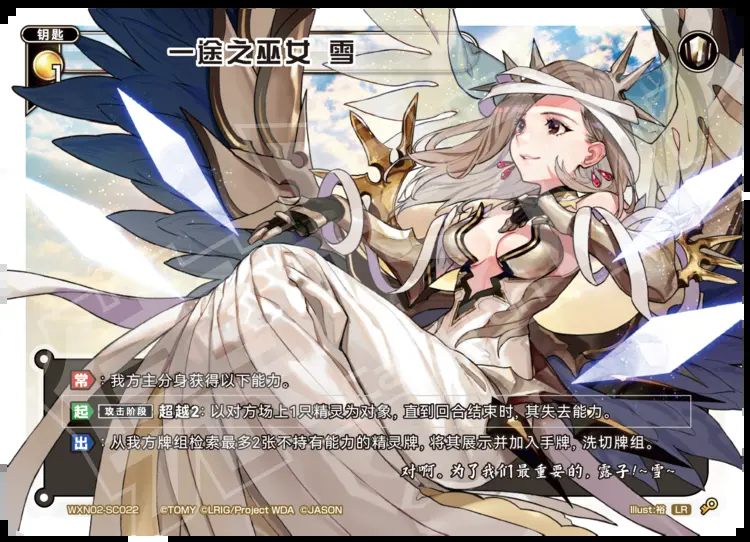 钥匙
1
一途之巫女 雪
常：我方主分身获得以下能力。
起 攻击阶段 超越2：以对方场上1只精灵为对象，直到回合结束时，其失去能力。
出：从我方牌组检索最多2张不持有能力的精灵牌，将其展示并加入手牌，洗切牌组。
对啊。为了我们最重要的，露子！~雪~
WXN02-SC022 ©TOMY ©LRIG/Project WDA ©JASON Illust:裕 LR